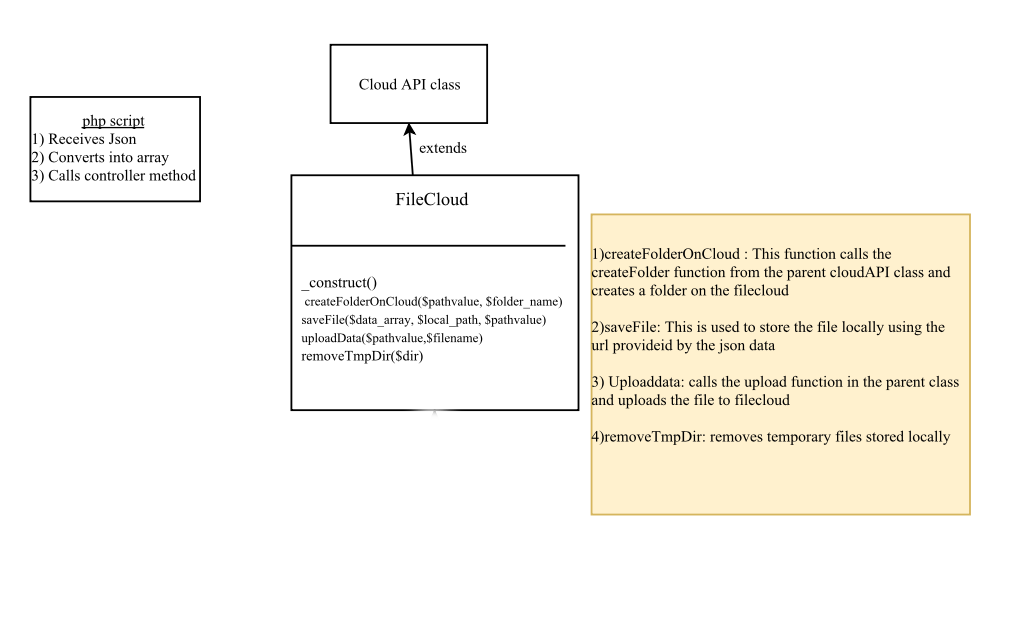 Cloud API class
php script
1) Receives Json
2) Converts into array
3) Calls controller method
extends
FileCloud
_construct()
createFolderOnCloud($pathvalue, $folder_name)
saveFile($data_array, $local_path, $pathvalue)
uploadData($pathvalue,$filename)
removeTmpDir($dir)
1)createFolderOnCloud : This function calls the
createFolder function from the parent cloudAPI class and
creates a folder on the filecloud
2)saveFile: This is used to store the file locally using the
url provideid by the json data
3) Uploaddata: calls the upload function in the parent class
and uploads the file to filecloud
4)removeTmpDir: removes temporary files stored locally